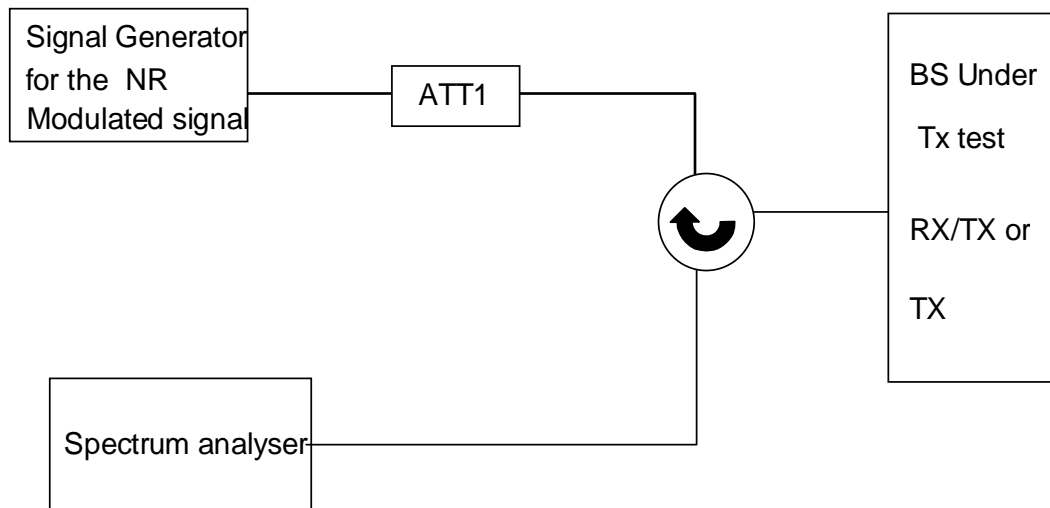 Signal Generator
for the NR
Modulated signal
ATT1
BS Under
Tx test
RX/TX or
TX
Spectrum analyser